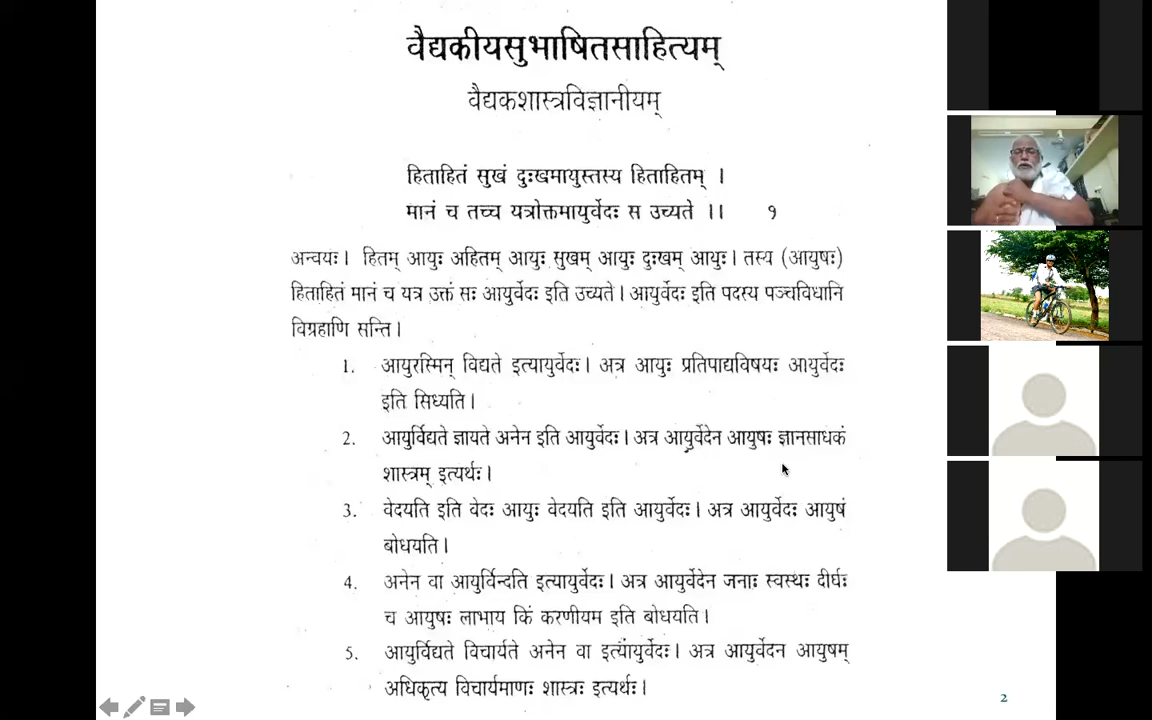 वैद्यकीयसुभाषितसाहित्यम्
वैद्यकशास्त्रविज्ञानीयम्
हिताहितं सुखं दुःखमायुस्तस्य हिताहितम् ।
मानं च तच्च यत्रोक्तमायुर्वेदः स उच्यते ।। १
अन्वयः। हितम् आयुः अहितम् आयुः सुखम् आयुः दुःखम् आयुः। तस्य (आयुषः)
हिताहितं मानं च यत्र उक्तं सः आयुर्वेदः इति उच्यते। आयुर्वेदः इति पदस्य पञ्चविधानि
विग्रहाणि सन्ति।
1. आयुरस्मिन् विद्यते इत्यायुर्वेदः। अत्र आयुः प्रतिपाद्यविषयः आयुर्वेदः
इति सिध्यति।
2. आयुर्विद्यते ज्ञायते अनेन इति आयुर्वेदः। अत्र आयुर्वेदेन आयुषः ज्ञानसाधकं
शास्त्रम् इत्यर्थः।
3. वेदयति इति वेदः आयुः वेदयति इति आयुर्वेदः। अत्र आयुर्वेदः आयुषं
बोधयति।
4. अनेन वा आयुर्विन्दति इत्यायुर्वेदः। अत्र आयुर्वेदेन जनाः स्वस्थः दीर्घः
च आयुषः लाभाय किं करणीयम इति बोधयति।
5. आयुर्विद्यते विचार्यते अनेन वा इत्यायुर्वेदः। अत्र आयुर्वेदन आयुषम्
अधिकृत्य विचार्यमाणः शास्त्रः इत्यर्थः।
2